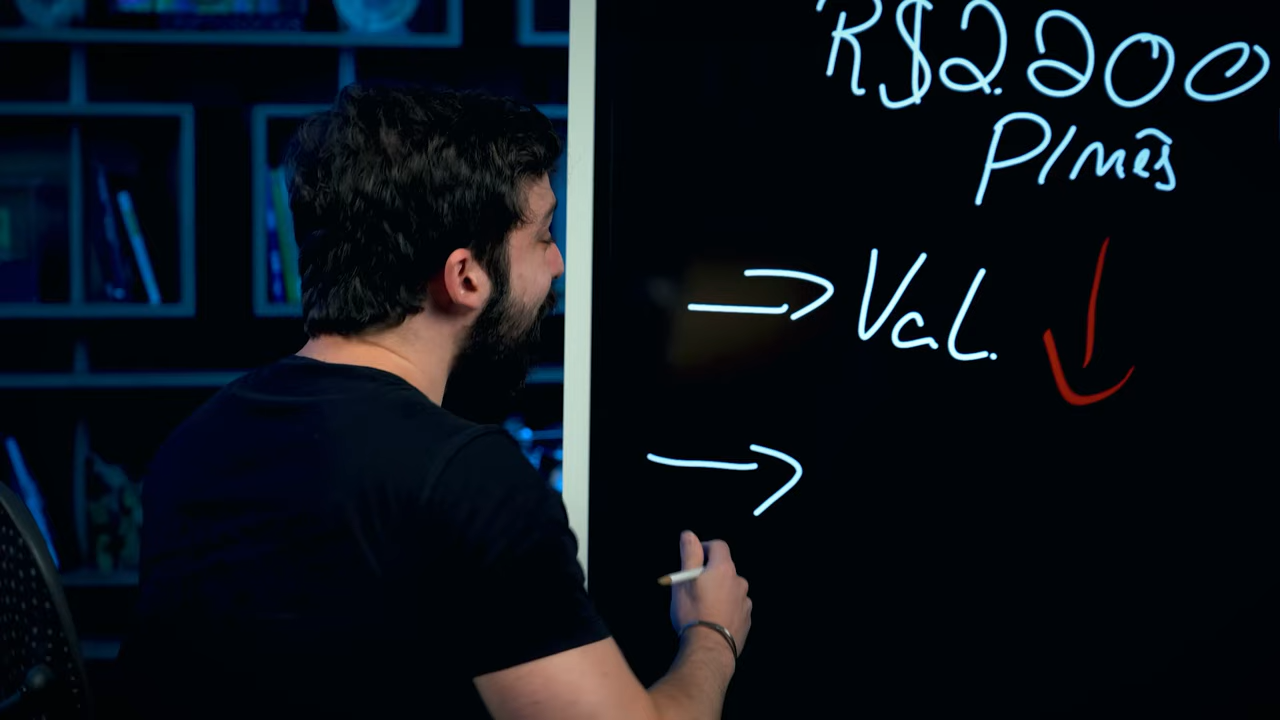 R$2.200
P/mês
→ Val. ↓
→